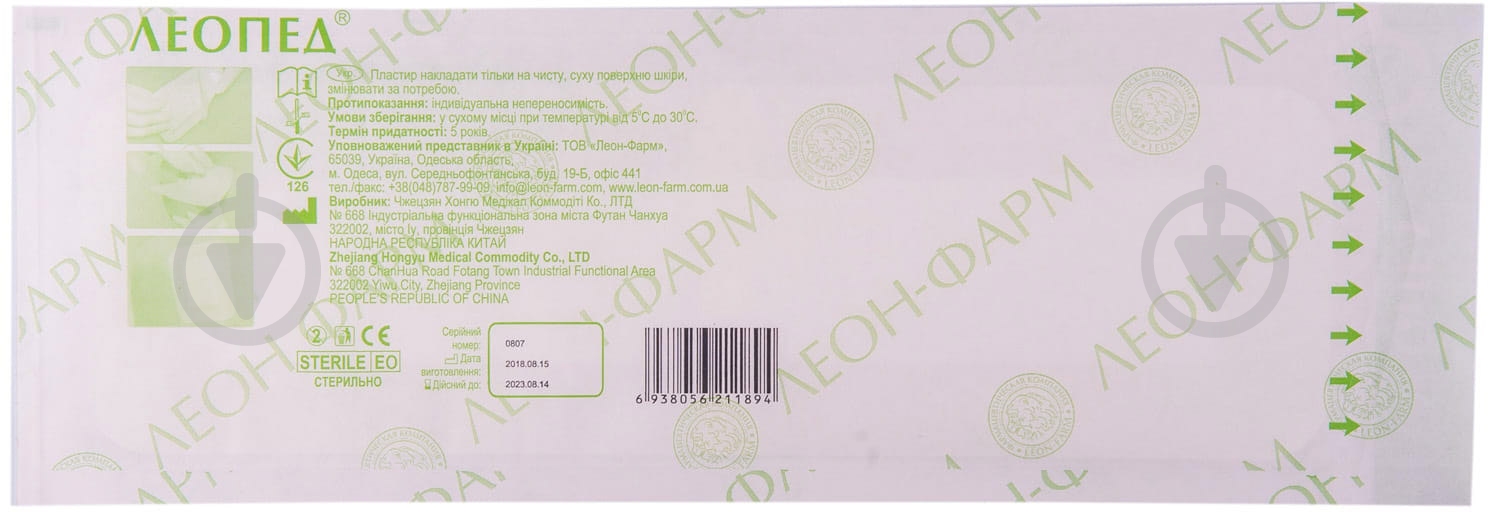 ЛЕОПЕД®
Укр. Пластир накладати тільки на чисту, суху поверхню шкіри,
змінювати за потребою.
Протипоказання: індивідуальна непереносимість.
Умови зберігання: у сухому місці при температурі від 5°С до 30°С.
Термін придатності: 5 років.
Уповноважений представник в Україні: ТОВ «Леон-Фарм»,
65039, Україна, Одеська область,
м. Одеса, вул. Середньофонтанська, буд. 19-Б, офіс 441
тел./факс: +38(048)787-99-09, info@leon-farm.com, www.leon-farm.com.ua
126
Виробник: Чжецзян Хонгю Медікал Коммодіті Ко., ЛТД
№ 668 Індустріальна функціональна зона міста Футан Чанхуа
322002, місто Іу, провінція Чжецзян
НАРОДНА РЕСПУБЛІКА КИТАЙ
Zhejiang Hongyu Medical Commodity Co., LTD
№ 668 ChanHua Road Fotang Town Industrial Functional Area
322002 Yiwu City, Zhejiang Province
PEOPLE'S REPUBLIC OF CHINA
2 CE
STERILE EO
СТЕРИЛЬНО
Серійний
номер: 0807
Дата
виготовлення: 2018.08.15
Дійсний до: 2023.08.14
6 938056 211894
ЛЕОН-ФАРМ
ЛЕОН-ФАРМ
ЛЕОН-ФАРМ
ФАРМАЦЕВТИЧЕСКАЯ КОМПАНИЯ
LEON FARM